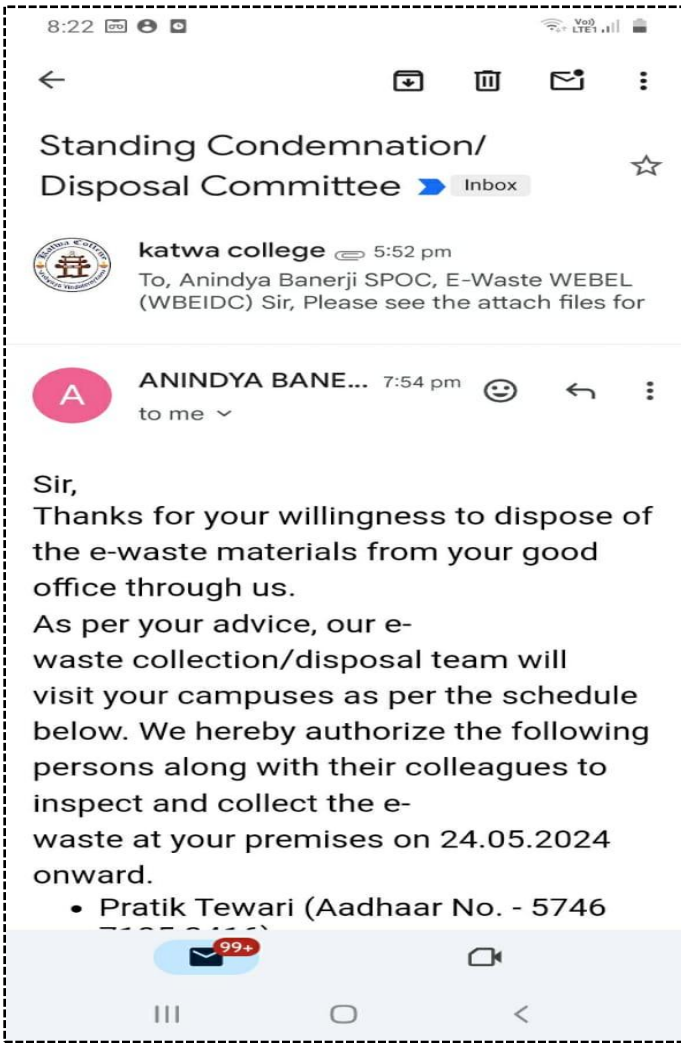 8:22
Vo))
LTE1
Standing Condemnation/
Disposal Committee Inbox
katwa college 5:52 pm
To, Anindya Banerji SPOC, E-Waste WEBEL
(WBEIDC) Sir, Please see the attach files for
A
ANINDYA BANE... 7:54 pm
to me
Sir,
Thanks for your willingness to dispose of
the e-waste materials from your good
office through us.
As per your advice, our e-
waste collection/disposal team will
visit your campuses as per the schedule
below. We hereby authorize the following
persons along with their colleagues to
inspect and collect the e-
waste at your premises on 24.05.2024
onward.
• Pratik Tewari (Aadhaar No. - 5746
99+